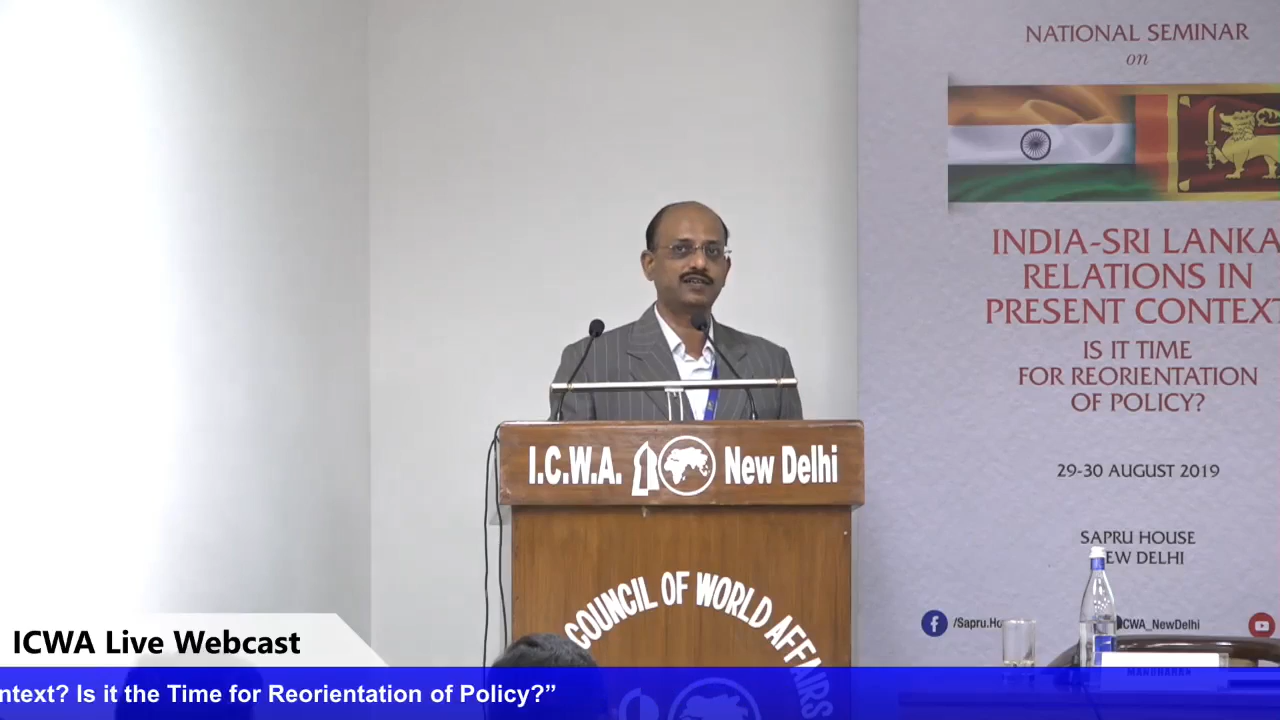 NATIONAL SEMINAR
on
INDIA-SRI LANKA
RELATIONS IN
PRESENT CONTEXT
IS IT TIME
FOR REORIENTATION
OF POLICY?
29-30 AUGUST 2019
SAPRU HOUSE
NEW DELHI
f /Sapru.Ho
ICWA_NewDelhi
I.C.W.A. New Delhi
COUNCIL OF WORLD AFFAIRS
MANOHARAN
ICWA Live Webcast
ntext? Is it the Time for Reorientation of Policy?”